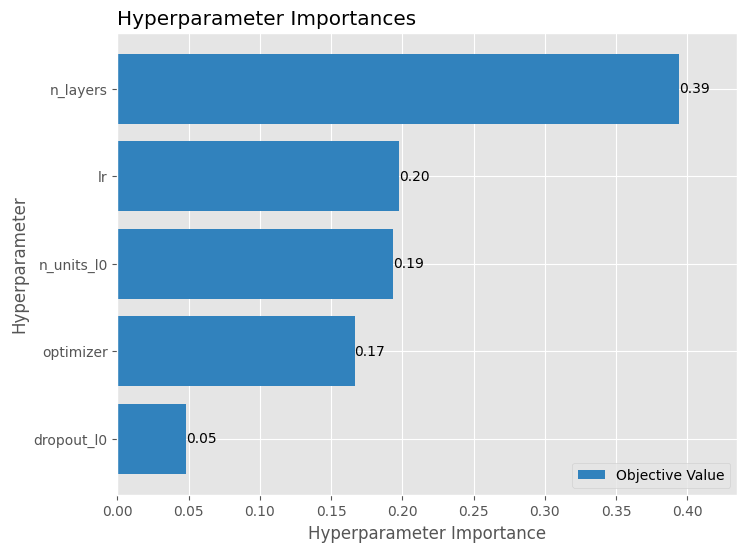 Hyperparameter Importances
Hyperparameter
n_layers
0.39
lr
0.20
n_units_l0
0.19
optimizer
0.17
dropout_l0
0.05
Objective Value
0.00 0.05 0.10 0.15 0.20 0.25 0.30 0.35 0.40
Hyperparameter Importance